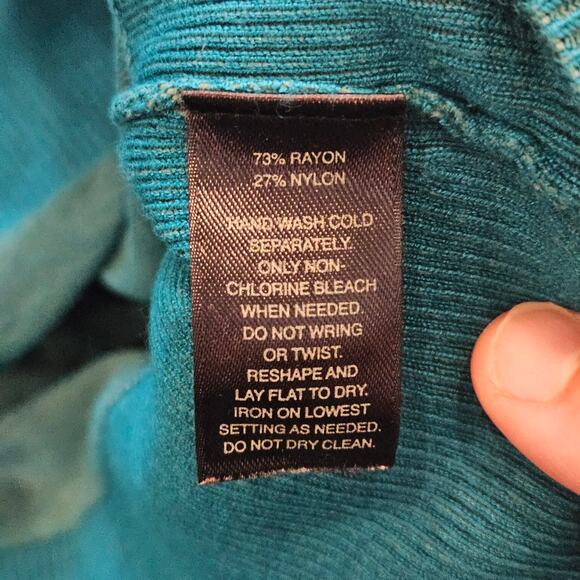 73% RAYON
27% NYLON
HAND WASH COLD
SEPARATELY.
ONLY NON-
CHLORINE BLEACH
WHEN NEEDED.
DO NOT WRING
OR TWIST.
RESHAPE AND
LAY FLAT TO DRY.
IRON ON LOWEST
SETTING AS NEEDED.
DO NOT DRY CLEAN.